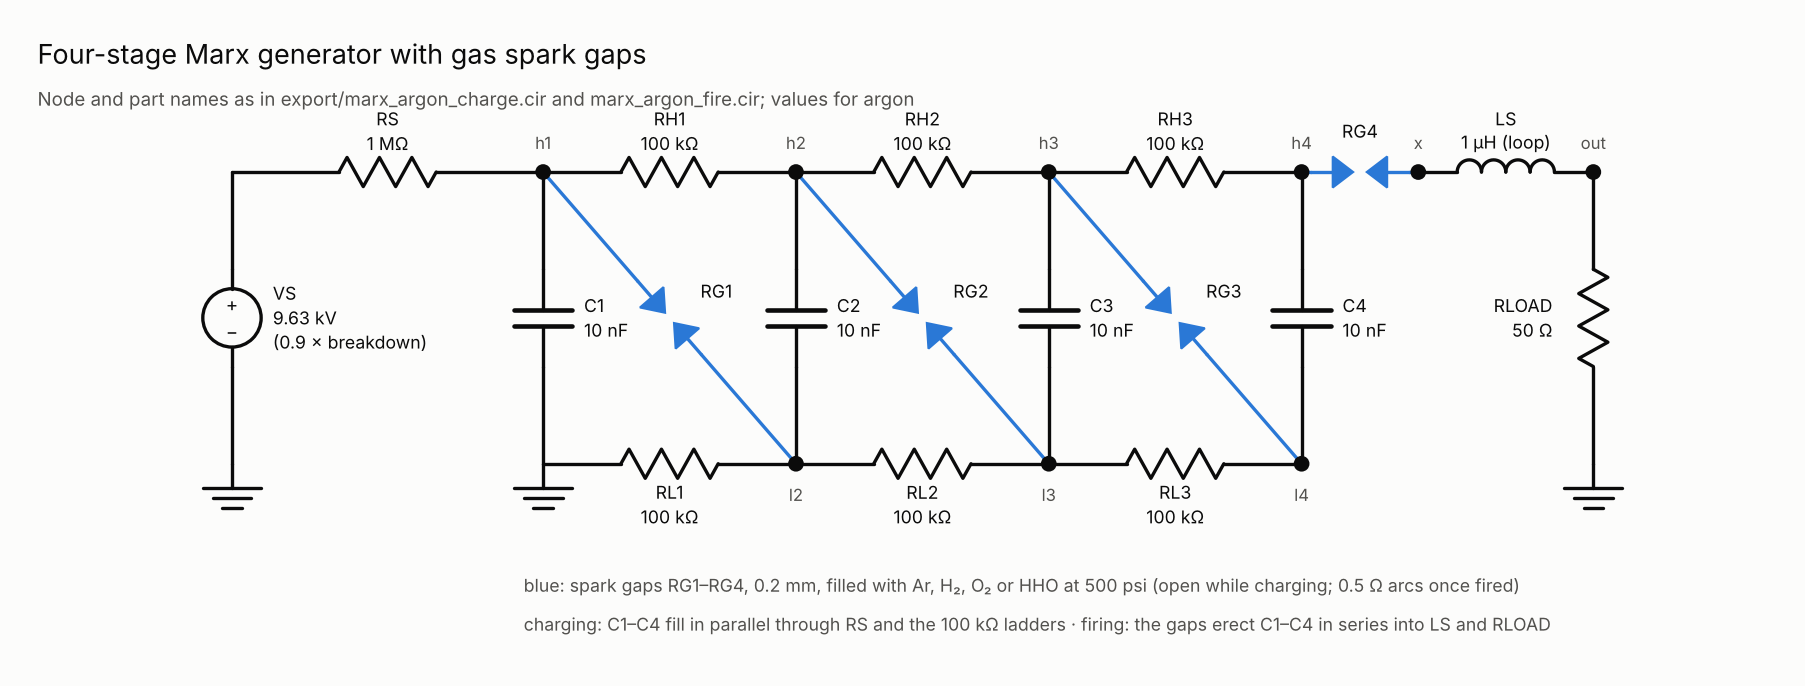 Four-stage Marx generator with gas spark gaps
Node and part names as in export/marx_argon_charge.cir and marx_argon_fire.cir; values for argon
RS
1 MΩ
h1
RH1
100 kΩ
h2
RH2
100 kΩ
h3
RH3
100 kΩ
h4
RG4
x
LS
1 µH (loop)
out
VS
9.63 kV
(0.9 × breakdown)
+
−
C1
10 nF
RG1
C2
10 nF
RG2
C3
10 nF
RG3
C4
10 nF
RLOAD
50 Ω
RL1
100 kΩ
l2
RL2
100 kΩ
l3
RL3
100 kΩ
l4
blue: spark gaps RG1–RG4, 0.2 mm, filled with Ar, H₂, O₂ or HHO at 500 psi (open while charging; 0.5 Ω arcs once fired)
charging: C1–C4 fill in parallel through RS and the 100 kΩ ladders · firing: the gaps erect C1–C4 in series into LS and RLOAD